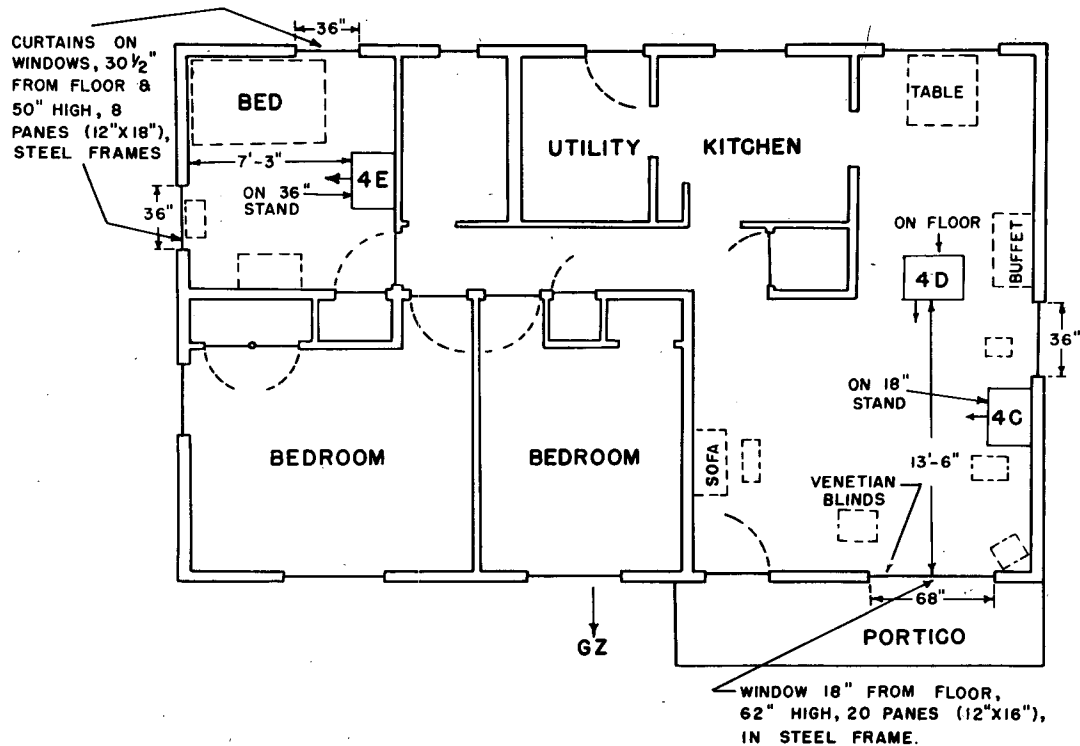 36"
CURTAINS ON
WINDOWS, 30 1/2"
FROM FLOOR &
50" HIGH, 8
PANES (12"X18"),
STEEL FRAMES
BED
TABLE
UTILITY
KITCHEN
7'-3"
4E
ON 36"
STAND
36"
ON FLOOR
BUFFET
4D
36"
ON 18"
STAND
4C
BEDROOM
BEDROOM
SOFA
13'-6"
VENETIAN
BLINDS
68"
PORTICO
GZ
WINDOW 18" FROM FLOOR,
62" HIGH, 20 PANES (12"X16"),
IN STEEL FRAME.